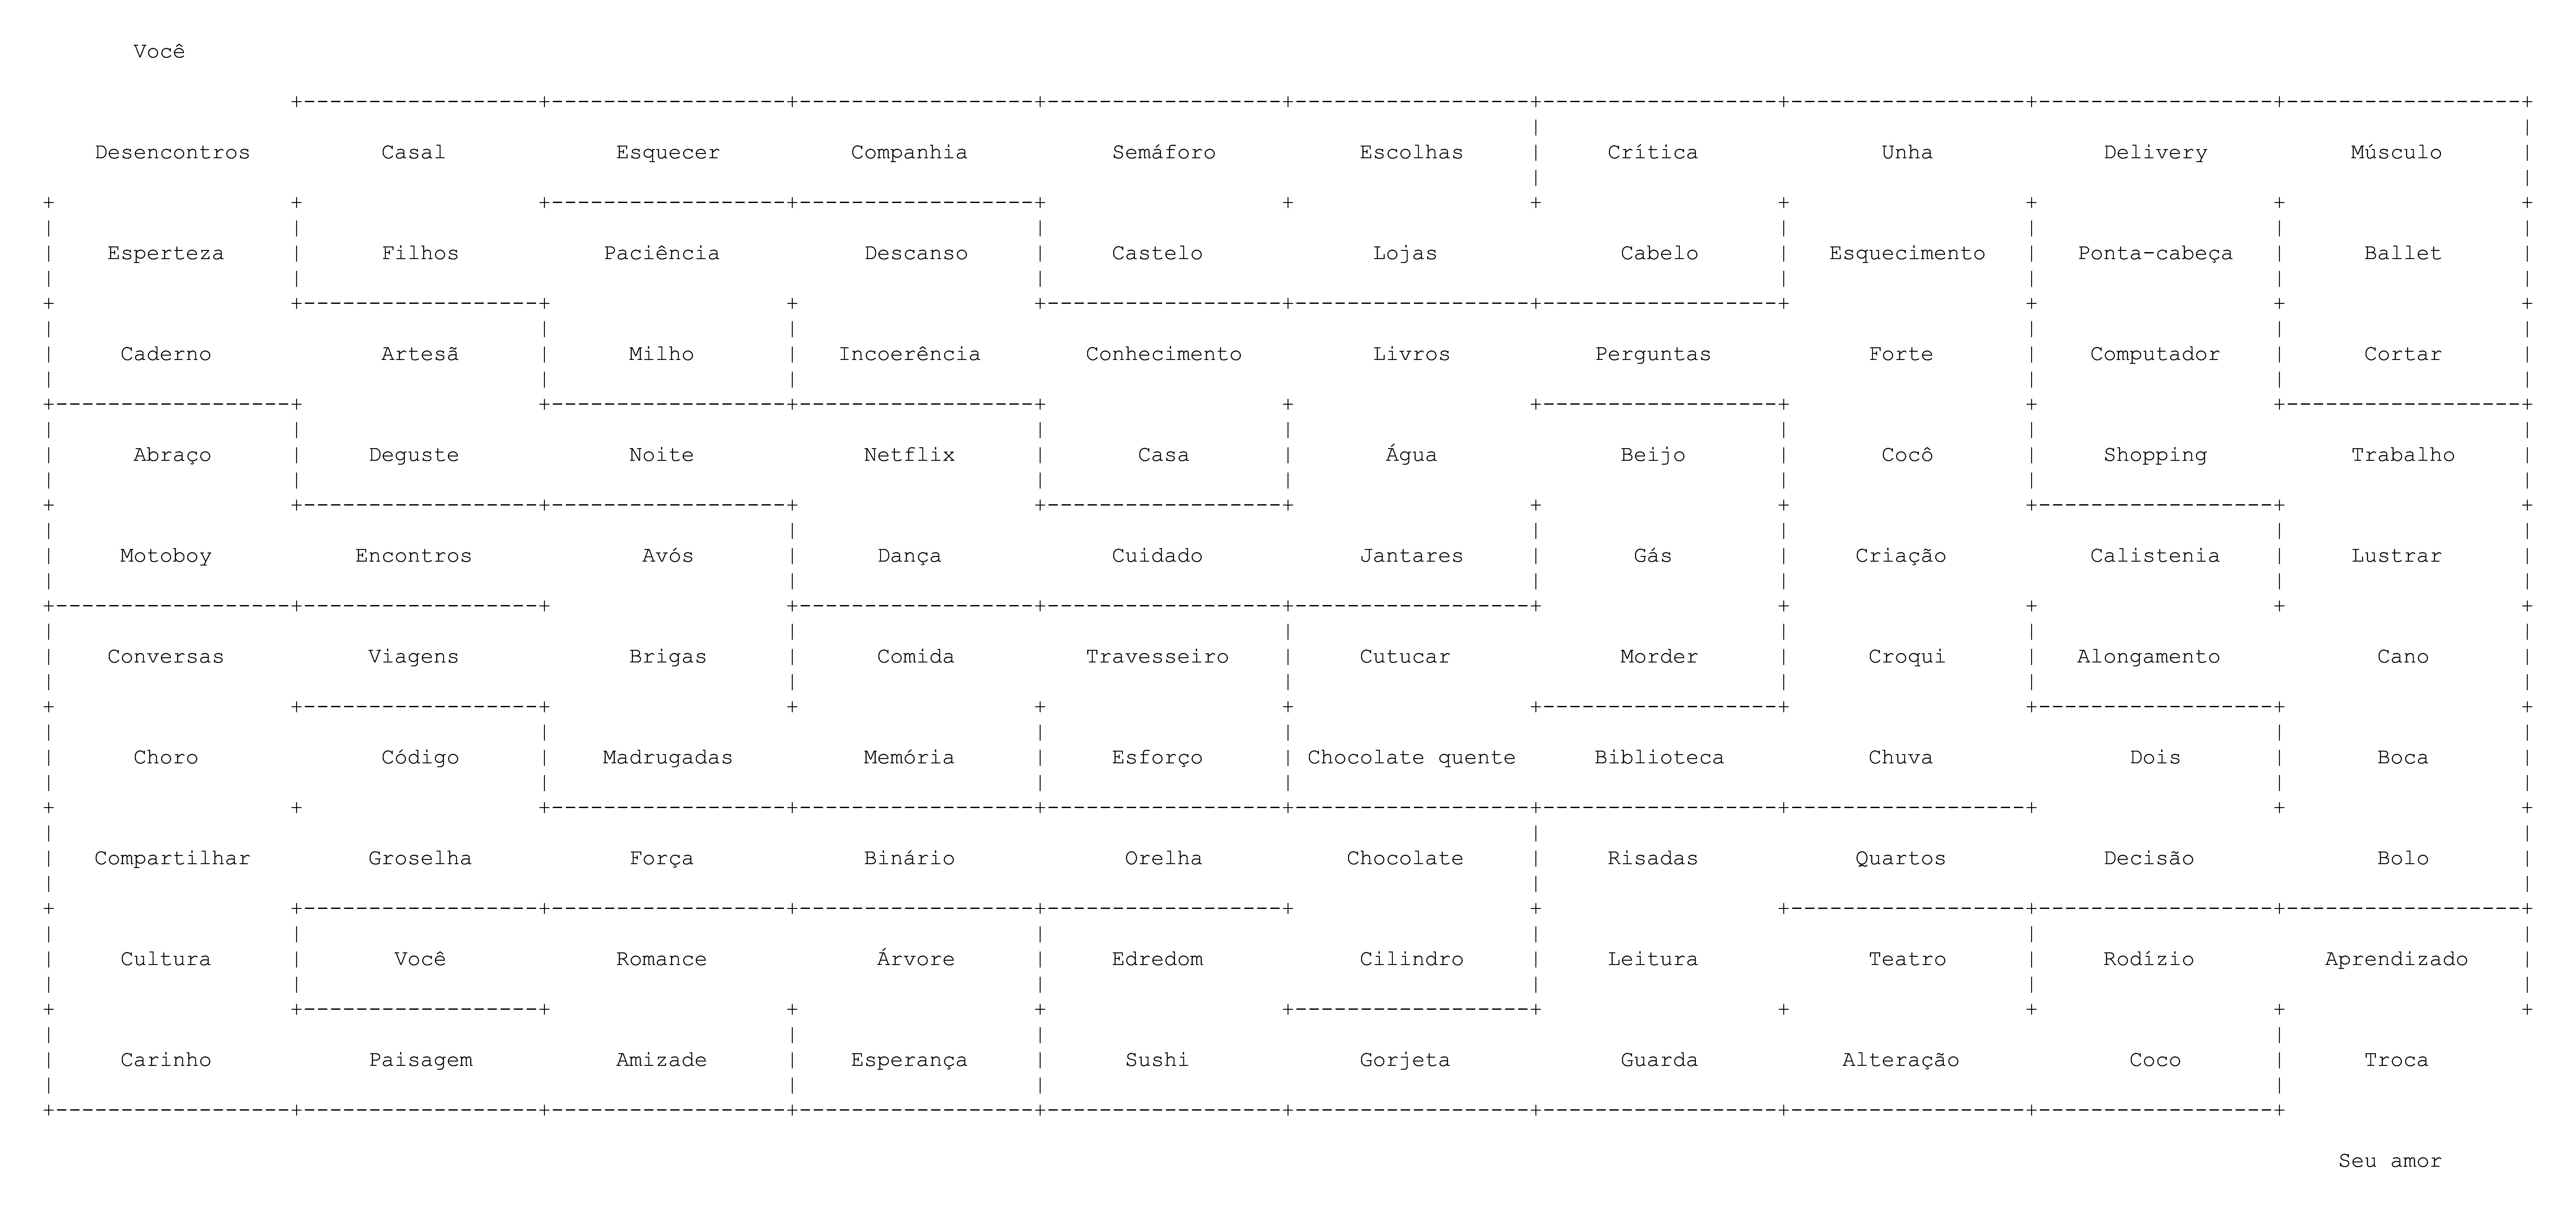 Você
Desencontros Casal Esquecer Companhia Semáforo Escolhas Crítica Unha Delivery Músculo
Esperteza Filhos Paciência Descanso Castelo Lojas Cabelo Esquecimento Ponta-cabeça Ballet
Caderno Artesã Milho Incoerência Conhecimento Livros Perguntas Forte Computador Cortar
Abraço Deguste Noite Netflix Casa Água Beijo Cocô Shopping Trabalho
Motoboy Encontros Avós Dança Cuidado Jantares Gás Criação Calistenia Lustrar
Conversas Viagens Brigas Comida Travesseiro Cutucar Morder Croqui Alongamento Cano
Choro Código Madrugadas Memória Esforço Chocolate quente Biblioteca Chuva Dois Boca
Compartilhar Groselha Força Binário Orelha Chocolate Risadas Quartos Decisão Bolo
Cultura Você Romance Árvore Edredom Cilindro Leitura Teatro Rodízio Aprendizado
Carinho Paisagem Amizade Esperança Sushi Gorjeta Guarda Alteração Coco Troca
Seu amor